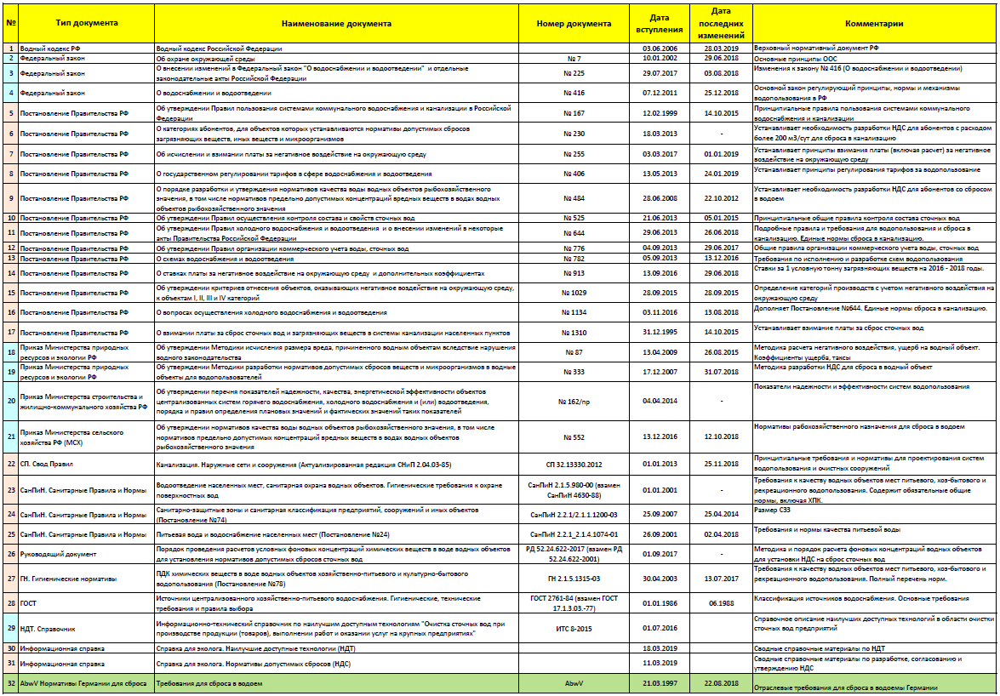 № Тип документа Наименование документа Номер документа Дата вступления Дата последних изменений Комментарии
1 Водный кодекс РФ Водный кодекс Российской Федерации 03.06.2006 28.03.2019 Верховный нормативный документ РФ
2 Федеральный закон Об охране окружающей среды № 7 10.01.2002 29.06.2018 Основные принципы ООС
3 Федеральный закон О внесении изменений в Федеральный закон "О водоснабжении и водоотведении" и отдельные законодательные акты Российской Федерации № 225 29.07.2017 03.08.2018 Изменения к закону № 416 (О водоснабжении и водоотведении)
4 Федеральный закон О водоснабжении и водоотведении № 416 07.12.2011 25.12.2018 Основной закон регулирующий принципы, нормы и механизмы водопользования в РФ
5 Постановление Правительства РФ Об утверждении Правил пользования системами коммунального водоснабжения и канализации в Российской Федерации № 167 12.02.1999 14.10.2015 Принципиальные правила пользования системами коммунального водоснабжения и канализации
6 Постановление Правительства РФ О категориях абонентов, для объектов которых устанавливаются нормативы допустимых сбросов загрязняющих веществ, иных веществ и микроорганизмов № 230 18.03.2013 - Устанавливает необходимость разработки НДС для абонентов с расходом более 200 м3/сут для сброса в канализацию
7 Постановление Правительства РФ Об исчислении и взимании платы за негативное воздействие на окружающую среду № 255 03.03.2017 01.01.2019 Устанавливает принципы взимания платы (включая расчет) за негативное воздействие на окружающую среду
8 Постановление Правительства РФ О государственном регулировании тарифов в сфере водоснабжения и водоотведения № 406 13.05.2013 24.01.2019 Устанавливает принципы регулирования тарифов за водопользование
9 Постановление Правительства РФ О порядке разработки и утверждения нормативов качества воды водных объектов рыбохозяйственного значения, в том числе нормативов предельно допустимых концентраций вредных веществ в водах водных объектов рыбохозяйственного значения № 484 28.06.2008 22.10.2012 Устанавливает необходимость разработки НДС для абонентов со сбросом в водоем
10 Постановление Правительства РФ Об утверждении Правил осуществления контроля состава и свойств сточных вод № 525 21.06.2013 05.01.2015 Принципиальные общие правила контроля состава сточных вод
11 Постановление Правительства РФ Об утверждении Правил холодного водоснабжения и водоотведения и о внесении изменений в некоторые акты Правительства Российской Федерации № 644 29.06.2013 26.06.2018 Подробные правила и требования для водопользования и сброса в канализацию. Единые нормы сброса в канализацию.
12 Постановление Правительства РФ Об утверждении Правил организации коммерческого учета воды, сточных вод № 776 04.09.2013 29.06.2017 Общие правила организации коммерческого учета воды, сточных вод
13 Постановление Правительства РФ О схемах водоснабжения и водоотведения № 782 05.09.2013 13.12.2016 Требования по исполнению и разработке схем водопользования
14 Постановление Правительства РФ О ставках платы за негативное воздействие на окружающую среду и дополнительных коэффициентах № 913 13.09.2016 29.06.2018 Ставки за 1 условную тонну загрязняющих веществ на 2016 - 2018 годы.
15 Постановление Правительства РФ Об утверждении критериев отнесения объектов, оказывающих негативное воздействие на окружающую среду, к объектам I, II, III и IV категорий № 1029 28.09.2015 28.09.2015 Определение категорий производств с учетом негативного воздействия на окружающую среду
16 Постановление Правительства РФ О вопросах осуществления холодного водоснабжения и водоотведения № 1134 03.11.2016 13.08.2018 Дополняет Постановление №644. Единые нормы сброса в канализацию.
17 Постановление Правительства РФ О взимании платы за сброс сточных вод и загрязняющих веществ в системы канализации населенных пунктов № 1310 31.12.1995 14.10.2015 Устанавливает взимание платы за сброс сточных вод
18 Приказ Министерства природных ресурсов и экологии РФ Об утверждении Методики исчисления размера вреда, причиненного водным объектам вследствие нарушения водного законодательства № 87 13.04.2009 26.08.2015 Методика расчета негативного воздействия, ущерб на водный объект. Коэффициенты ущерба, таксы
19 Приказ Министерства природных ресурсов и экологии РФ Об утверждении Методики разработки нормативов допустимых сбросов веществ и микроорганизмов в водные объекты для водопользователей № 333 17.12.2007 31.07.2018 Методика разработки НДС для сброса в водный объект
20 Приказ Министерства строительства и жилищно-коммунального хозяйства РФ Об утверждении перечня показателей надежности, качества, энергетической эффективности объектов централизованных систем горячего водоснабжения, холодного водоснабжения и (или) водоотведения, порядка и правил определения плановых значений и фактических значений таких показателей № 162/пр 04.04.2014 - Показатели надежности и эффективности систем водопользования
21 Приказ Министерства сельского хозяйства РФ (МСХ) Об утверждении нормативов качества воды водных объектов рыбохозяйственного значения, в том числе нормативов предельно допустимых концентраций вредных веществ в водах водных объектов рыбохозяйственного значения № 552 13.12.2016 12.10.2018 Нормативы рабохозяйственного назначения для сброса в водоем
22 СП. Свод Правил Канализация. Наружные сети и сооружения (Актуализированная редакция СНиП 2.04.03-85) СП 32.13330.2012 01.01.2013 25.11.2018 Принципиальные требования и нормативы для проектирования систем водопользования и очистных сооружений
23 СанПиН. Санитарные Правила и Нормы Водоотведение населенных мест, санитарная охрана водных объектов. Гигиенические требования к охране поверхностных вод СанПиН 2.1.5.980-00 (взамен СанПиН 4630-88) 01.01.2001 - Требования к качеству водных объектов мест питьевого, хоз-бытового и рекреационного водопользования. Содержит обязательные общие нормы, включая ХПК.
24 СанПиН. Санитарные Правила и Нормы Санитарно-защитные зоны и санитарная классификация предприятий, сооружений и иных объектов (Постановление №74) СанПиН 2.2.1/2.1.1.1200-03 25.09.2007 25.04.2014 Размер СЗЗ
25 СанПиН. Санитарные Правила и Нормы Питьевая вода и водоснабжение населенных мест (Постановление №24) СанПиН 2.2.1_2.1.4.1074-01 26.09.2001 02.04.2018 Требования и нормы качества питьевой воды
26 Руководящий документ Порядок проведения расчетов условных фоновых концентраций химических веществ в воде водных объектов для установления нормативов допустимых сбросов сточных вод РД 52.24.622-2017 (взамен РД 52.24.622-2001) 01.09.2017 - Методика и порядок расчета фоновых концентраций водных объектов для установки НДС на сброс сточных вод
27 ГН. Гигиенические нормативы ПДК химических веществ в воде водных объектов хозяйственно-питьевого и культурно-бытового водопользования (Постановление №78) ГН 2.1.5.1315-03 30.04.2003 13.07.2017 Требования к качеству водных объектов мест питьевого, хоз-бытового и рекреационного водопользования. Полный перечень норм.
28 ГОСТ Источники централизованного хозяйственно-питьевого водоснабжения. Гигиенические, технические требования и правила выбора ГОСТ 2761-84 (взамен ГОСТ 17.1.3.03.-77) 01.01.1986 06.1988 Классификация источников водоснабжения. Основные требования
29 НДТ. Справочник Информационно-технический справочник по наилучшим доступным технологиям "Очистка сточных вод при производстве продукции (товаров), выполнении работ и оказании услуг на крупных предприятиях" ИТС 8-2015 01.07.2016 Справочное описание наилучших доступных технологий в области очистки сточных вод предприятий
30 Информационная справка Справка для эколога. Наилучшие доступные технологии (НДТ) 18.03.2019 Сводные справочные материалы по НДТ
31 Информационная справка Справка для эколога. Нормативы допустимых сбросов (НДС) 11.03.2019 Сводные справочные материалы по разработке, согласованию и утверждению НДС
32 AbwV Нормативы Германии для сброса Требования для сброса в водоем AbwV 21.03.1997 22.08.2018 Отраслевые требования для сброса в водоемы Германии